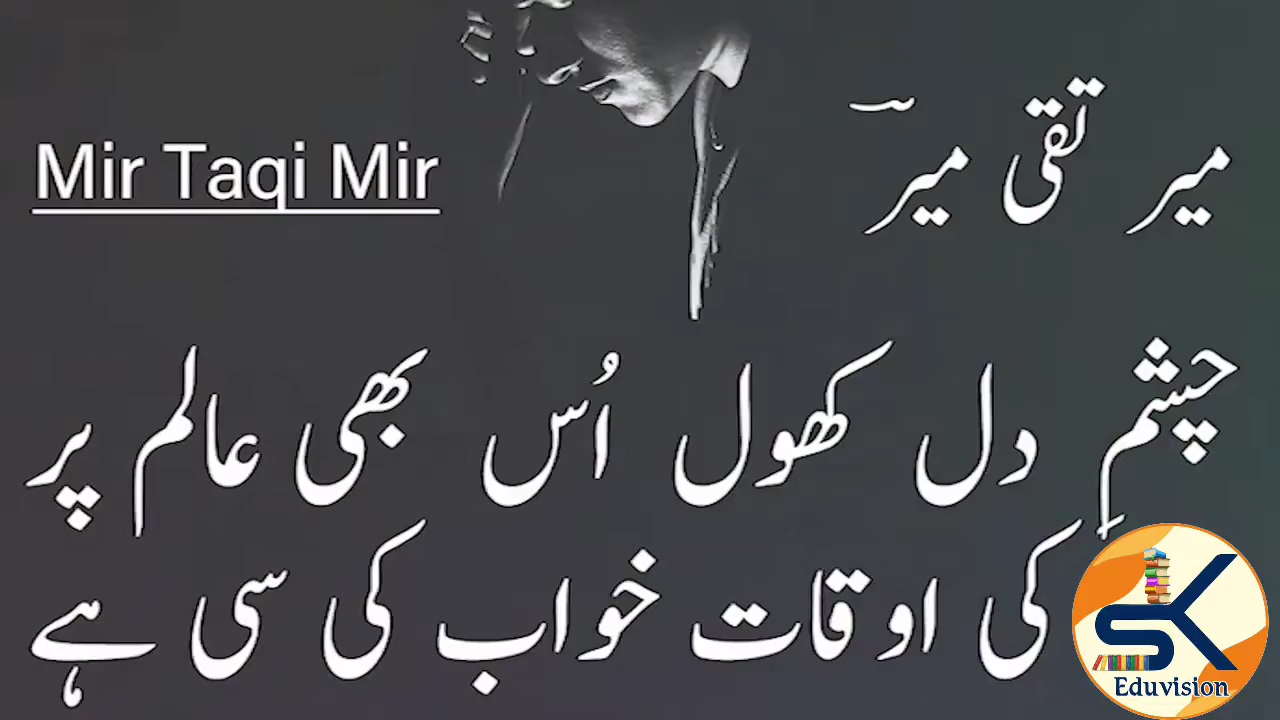 Mir Taqi Mir
میر تقی میر
چشمِ دل کھول اُس بھی عالم پر
کی اوقات خواب کی سی ہے
SK
Eduvision